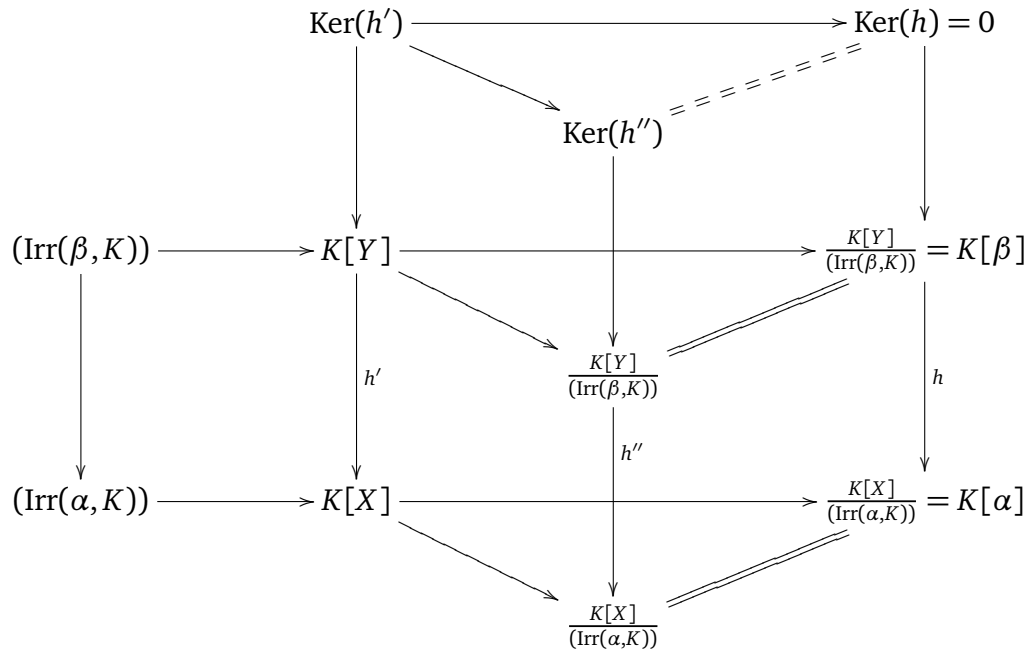 Ker(h′) Ker(h) = 0
Ker(h″)
(Irr(β, K)) K[Y] K[Y]/(Irr(β,K)) = K[β]
K[Y]/(Irr(β,K))
h′ h
h″
(Irr(α, K)) K[X] K[X]/(Irr(α,K)) = K[α]
K[X]/(Irr(α,K))